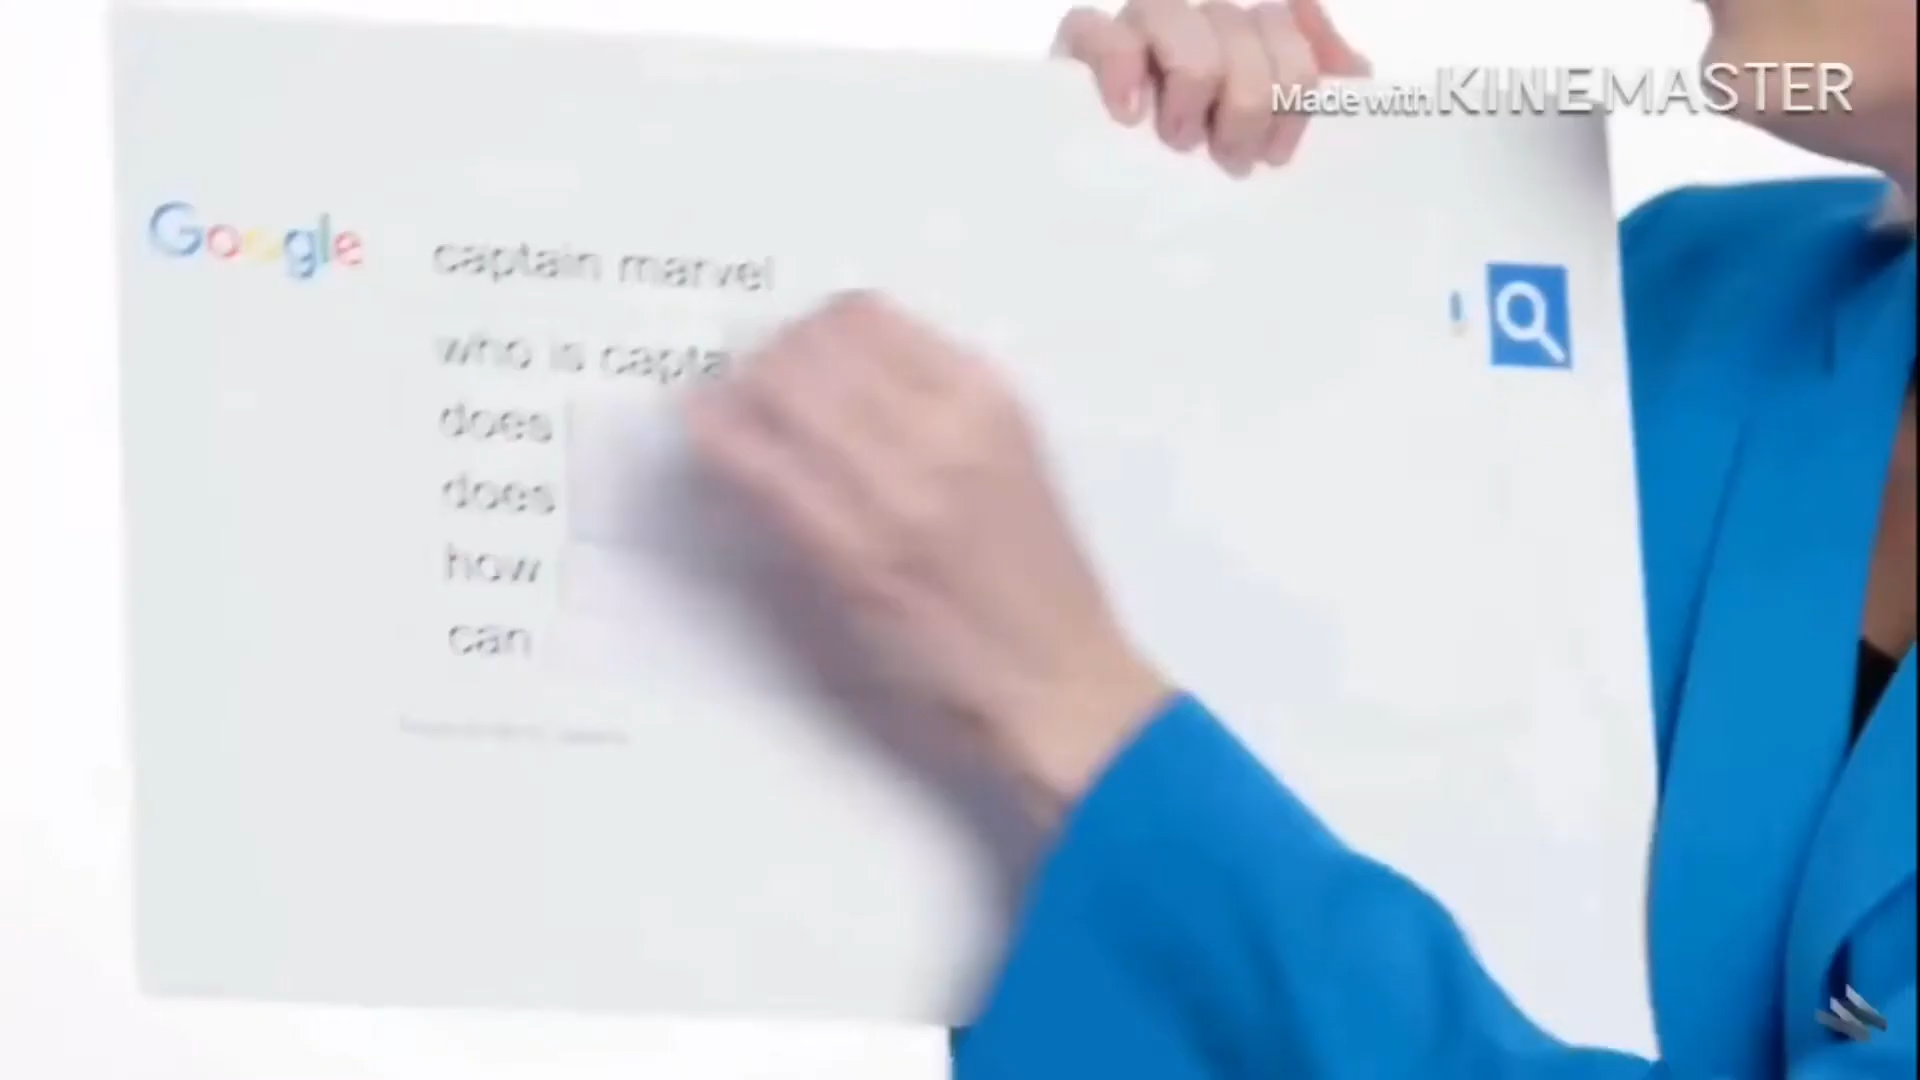 Made with KINEMASTER
Google
captain marvel
who is capta
does
does
how
can